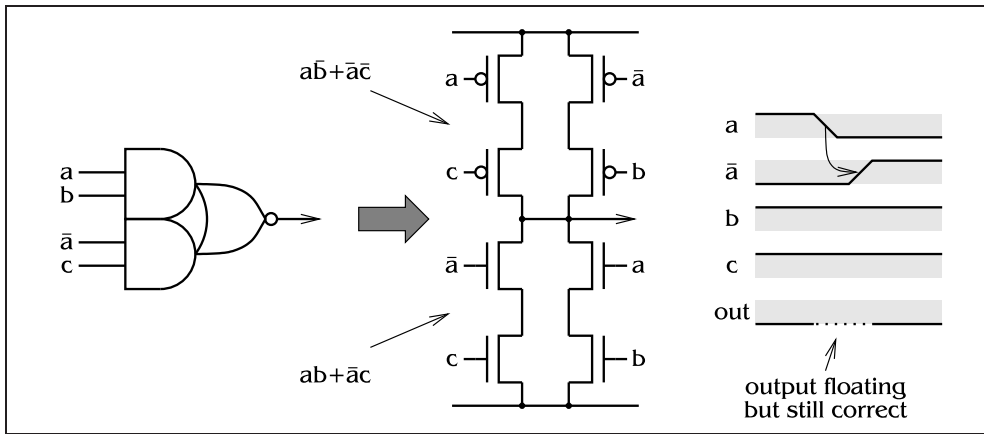 a
b
ā
c
ab̄+āc̄
ab+āc
a
ā
c
b
ā
a
c
b
a
ā
b
c
out
output floating
but still correct